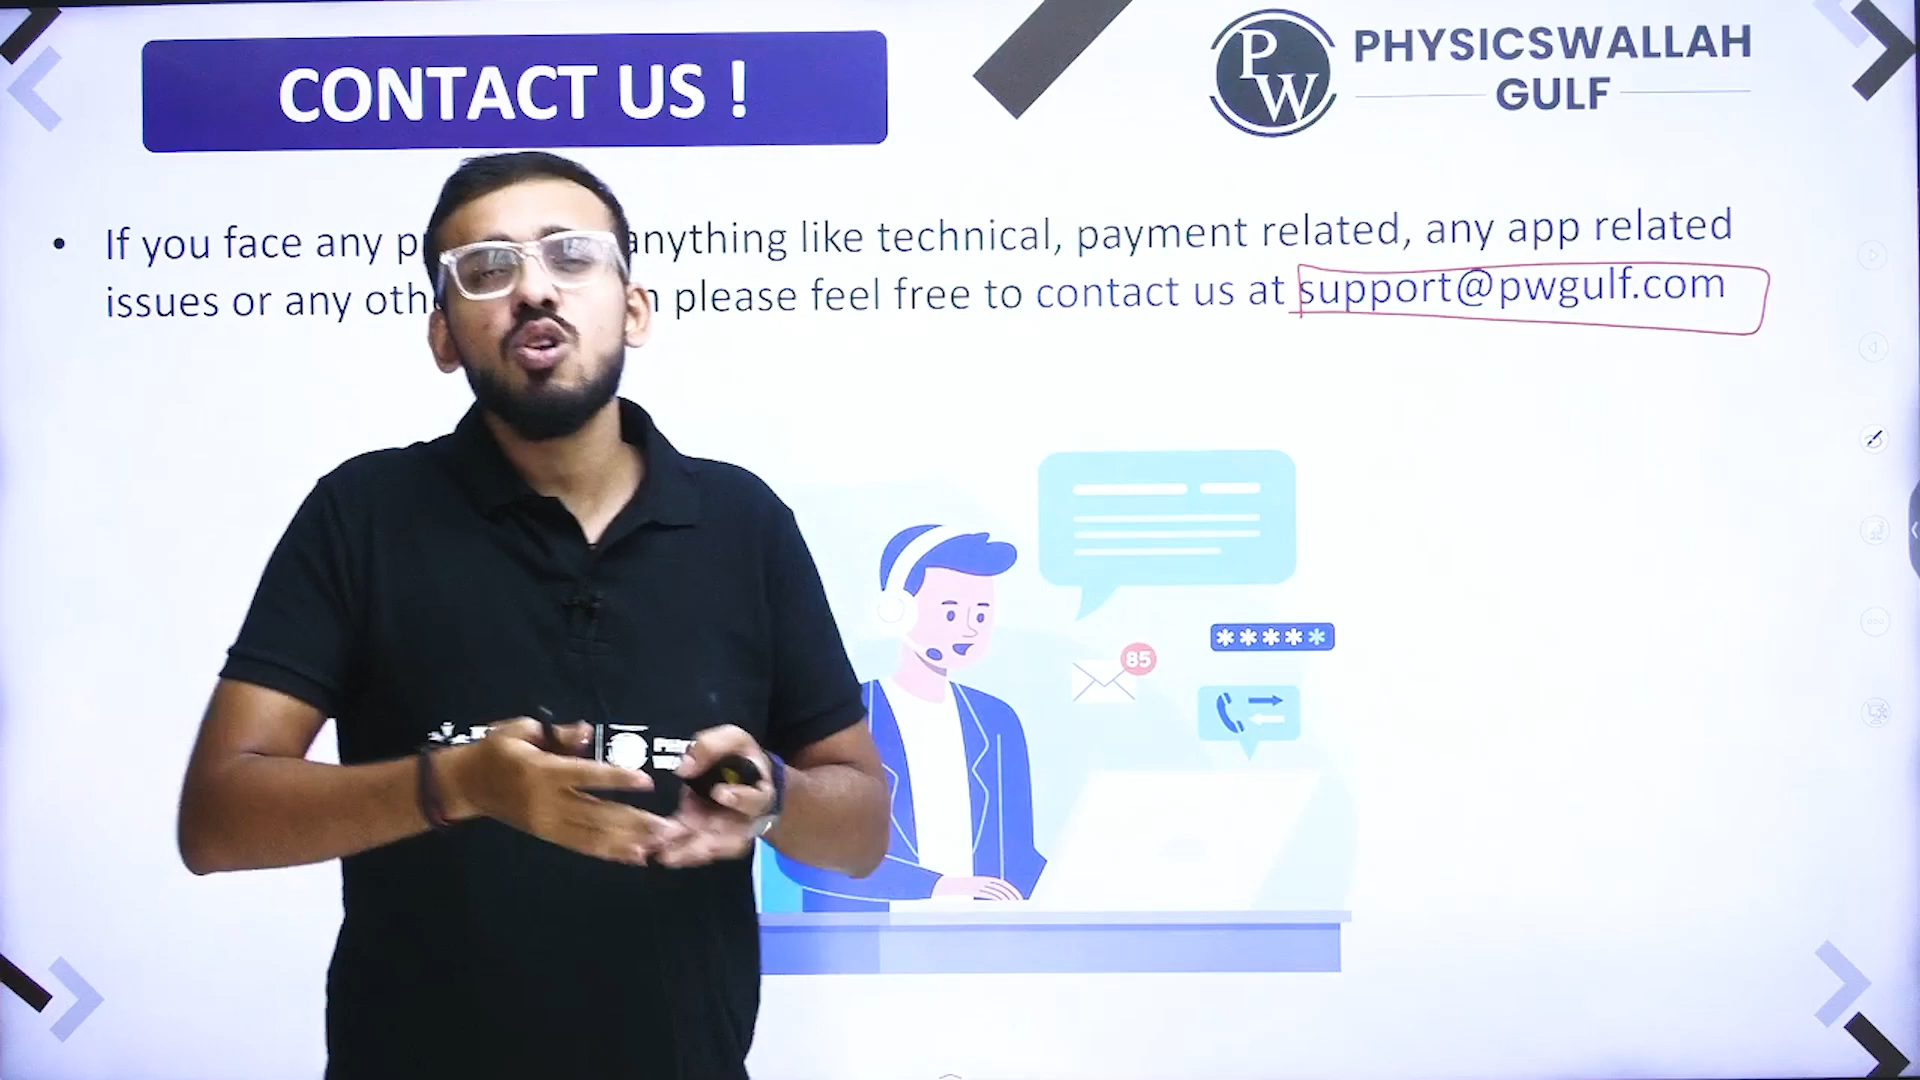 CONTACT US !
PW
PHYSICSWALLAH
GULF
• If you face any anything like technical, payment related, any app related
issues or any please feel free to contact us at support@pwgulf.com
85
*****